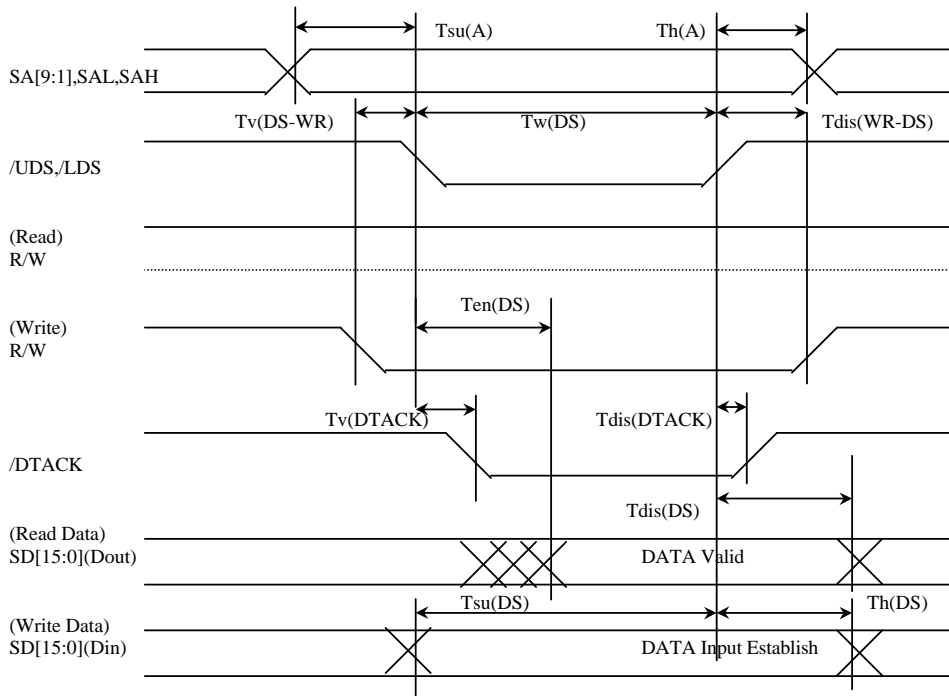 Tsu(A)
Th(A)
SA[9:1],SAL,SAH
Tv(DS-WR)
Tw(DS)
Tdis(WR-DS)
/UDS,/LDS
(Read)
R/W
Ten(DS)
(Write)
R/W
Tv(DTACK)
Tdis(DTACK)
/DTACK
Tdis(DS)
(Read Data)
SD[15:0](Dout)
DATA Valid
Tsu(DS)
Th(DS)
(Write Data)
SD[15:0](Din)
DATA Input Establish